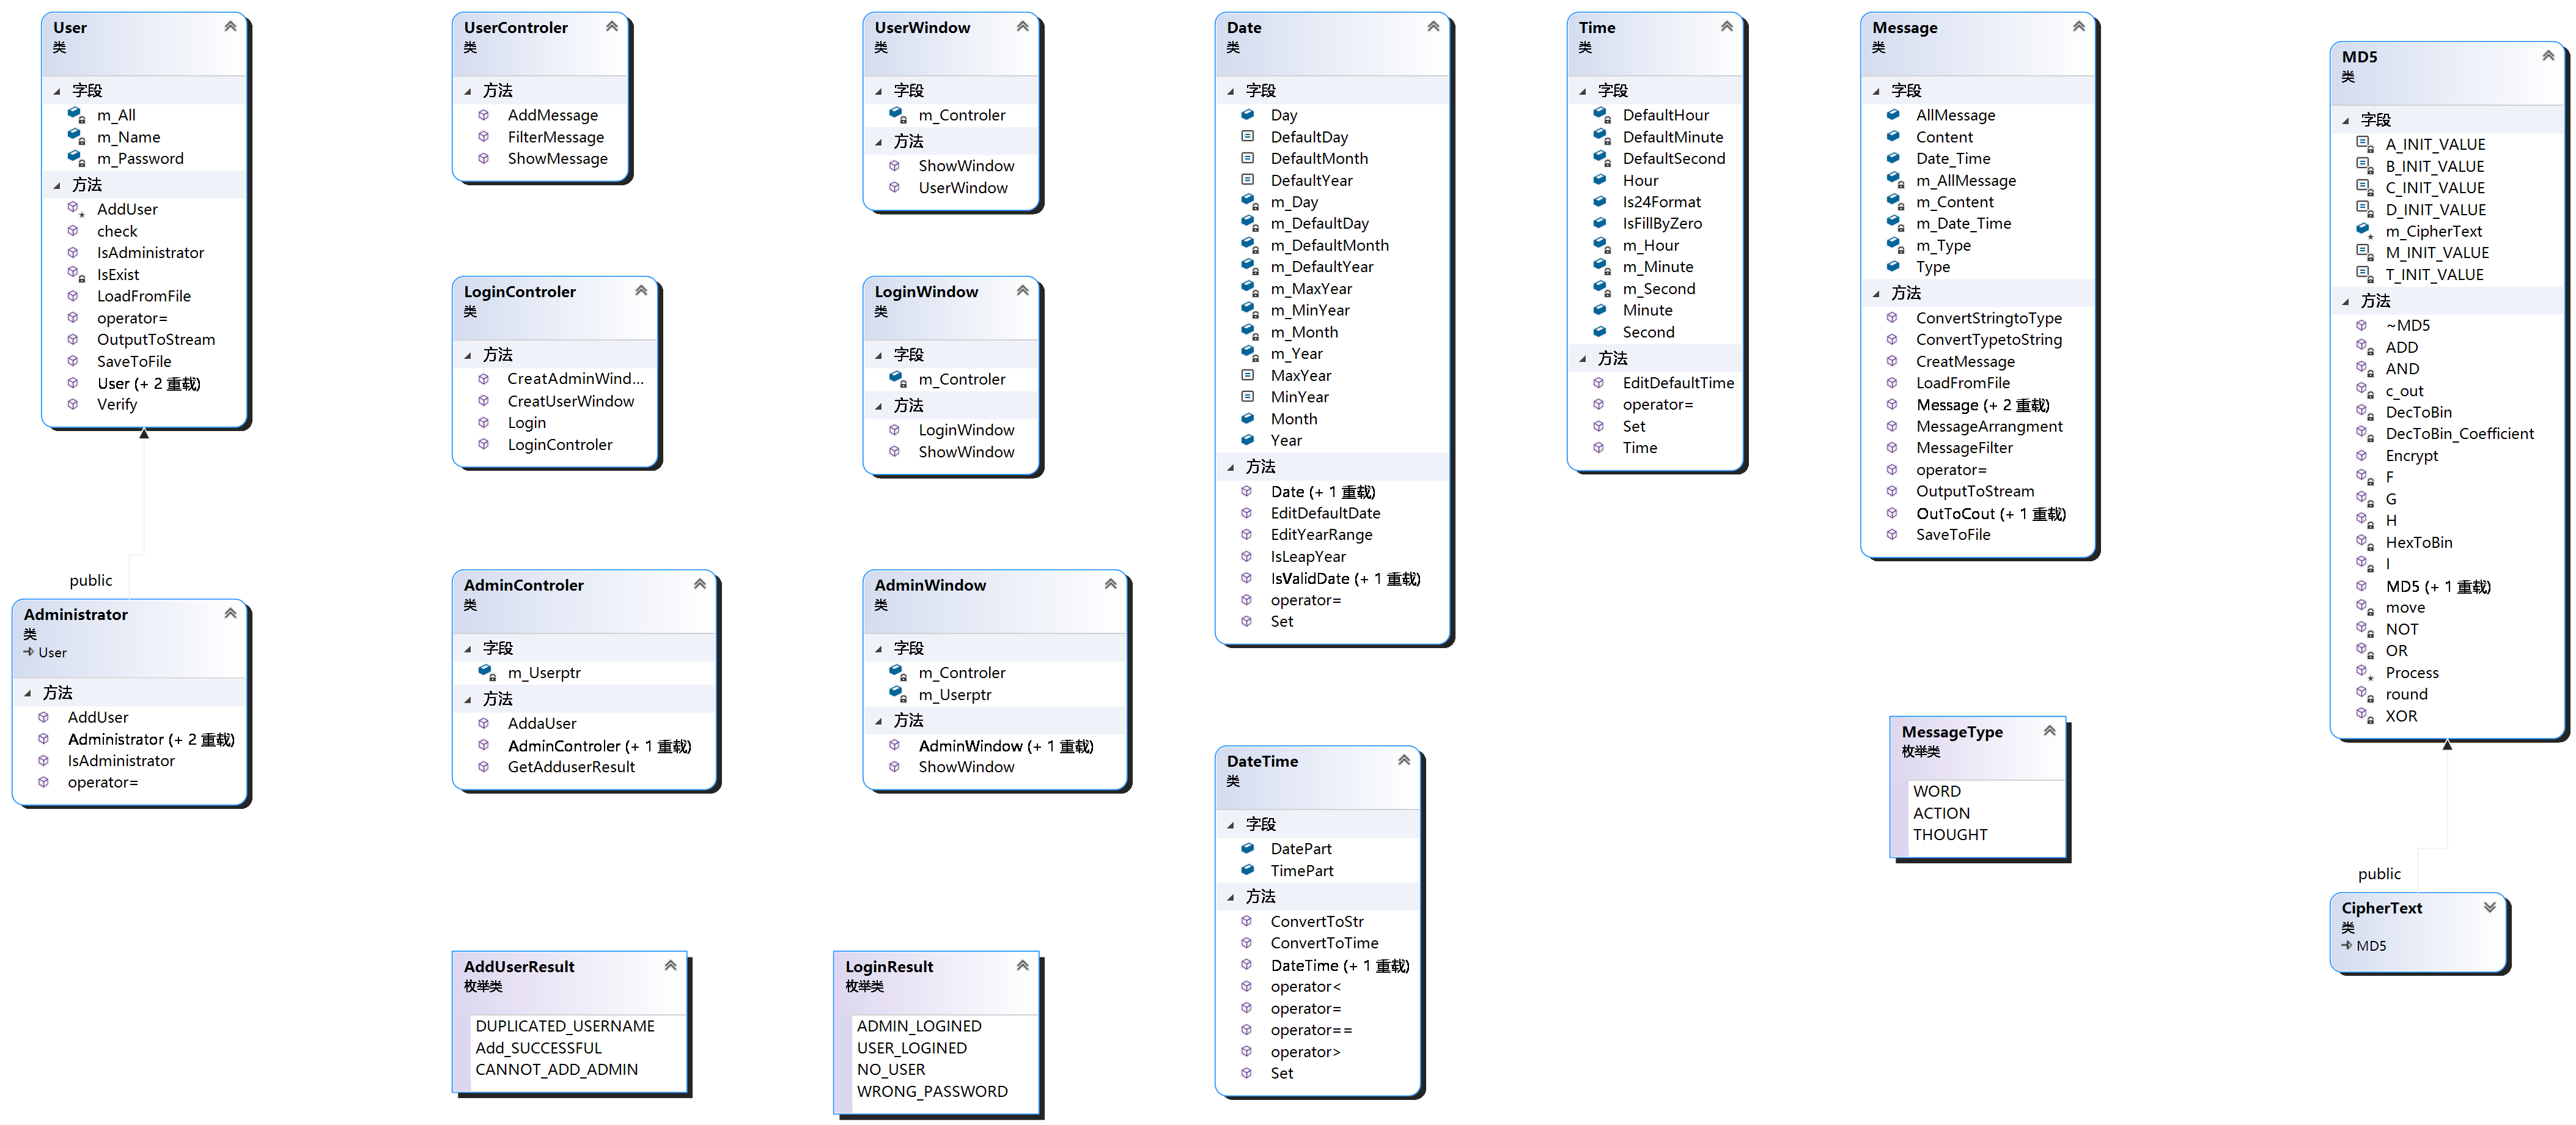 User
类
字段
m_All
m_Name
m_Password
方法
AddUser
check
IsAdministrator
IsExist
LoadFromFile
operator=
OutputToStream
SaveToFile
User (+ 2 重载)
Verify
public
Administrator
类
User
方法
AddUser
Administrator (+ 2 重载)
IsAdministrator
operator=
UserControler
类
方法
AddMessage
FilterMessage
ShowMessage
LoginControler
类
方法
CreatAdminWind...
CreatUserWindow
Login
LoginControler
AdminControler
类
字段
m_Userptr
方法
AddaUser
AdminControler (+ 1 重载)
GetAdduserResult
AddUserResult
枚举类
DUPLICATED_USERNAME
Add_SUCCESSFUL
CANNOT_ADD_ADMIN
UserWindow
类
字段
m_Controler
方法
ShowWindow
UserWindow
LoginWindow
类
字段
m_Controler
方法
LoginWindow
ShowWindow
AdminWindow
类
字段
m_Controler
m_Userptr
方法
AdminWindow (+ 1 重载)
ShowWindow
LoginResult
枚举类
ADMIN_LOGINED
USER_LOGINED
NO_USER
WRONG_PASSWORD
Date
类
字段
Day
DefaultDay
DefaultMonth
DefaultYear
m_Day
m_DefaultDay
m_DefaultMonth
m_DefaultYear
m_MaxYear
m_MinYear
m_Month
m_Year
MaxYear
MinYear
Month
Year
方法
Date (+ 1 重载)
EditDefaultDate
EditYearRange
IsLeapYear
IsValidDate (+ 1 重载)
operator=
Set
DateTime
类
字段
DatePart
TimePart
方法
ConvertToStr
ConvertToTime
DateTime (+ 1 重载)
operator<
operator=
operator==
operator>
Set
Time
类
字段
DefaultHour
DefaultMinute
DefaultSecond
Hour
Is24Format
IsFillByZero
m_Hour
m_Minute
m_Second
Minute
Second
方法
EditDefaultTime
operator=
Set
Time
Message
类
字段
AllMessage
Content
Date_Time
m_AllMessage
m_Content
m_Date_Time
m_Type
Type
方法
ConvertStringtoType
ConvertTypetoString
CreatMessage
LoadFromFile
Message (+ 2 重载)
MessageArrangment
MessageFilter
operator=
OutputToStream
OutToCout (+ 1 重载)
SaveToFile
MessageType
枚举类
WORD
ACTION
THOUGHT
MD5
类
字段
A_INIT_VALUE
B_INIT_VALUE
C_INIT_VALUE
D_INIT_VALUE
m_CipherText
M_INIT_VALUE
T_INIT_VALUE
方法
~MD5
ADD
AND
c_out
DecToBin
DecToBin_Coefficient
Encrypt
F
G
H
HexToBin
I
MD5 (+ 1 重载)
move
NOT
OR
Process
round
XOR
public
CipherText
类
MD5